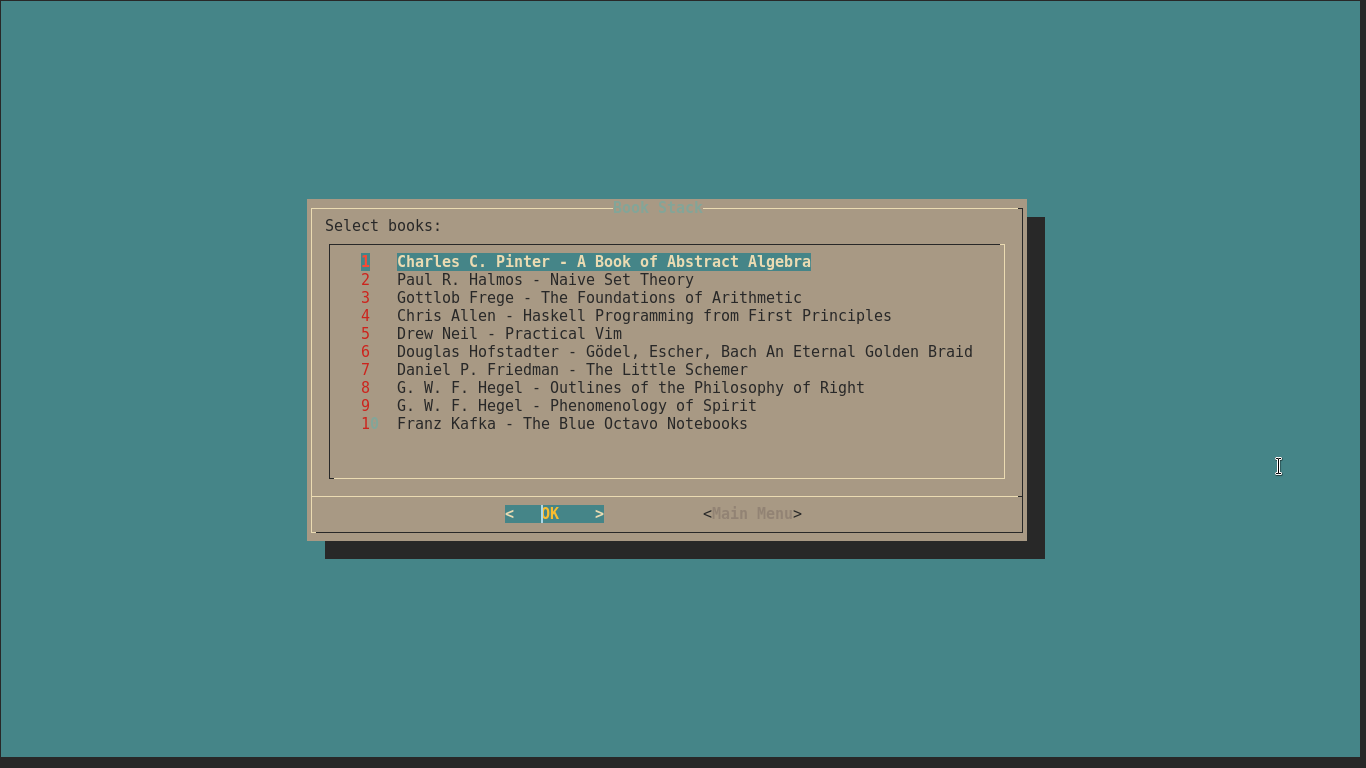 Select books:
1 Charles C. Pinter - A Book of Abstract Algebra
2 Paul R. Halmos - Naive Set Theory
3 Gottlob Frege - The Foundations of Arithmetic
4 Chris Allen - Haskell Programming from First Principles
5 Drew Neil - Practical Vim
6 Douglas Hofstadter - Gödel, Escher, Bach An Eternal Golden Braid
7 Daniel P. Friedman - The Little Schemer
8 G. W. F. Hegel - Outlines of the Philosophy of Right
9 G. W. F. Hegel - Phenomenology of Spirit
1 Franz Kafka - The Blue Octavo Notebooks
< OK > <Main Menu>